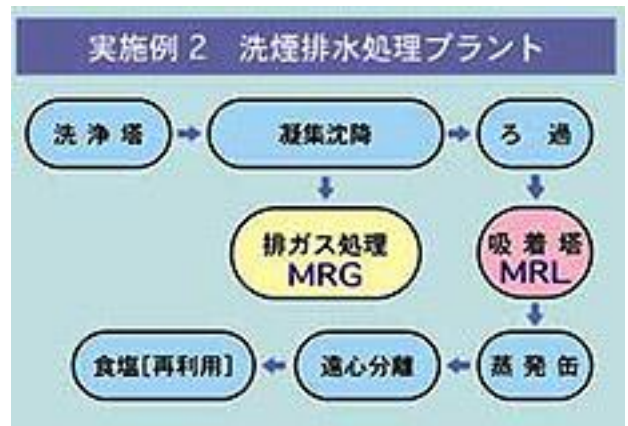 実施例2 洗煙排水処理プラント
洗浄塔
凝集沈降
ろ過
排ガス処理
MRG
吸着塔
MRL
食塩[再利用]
遠心分離
蒸発缶